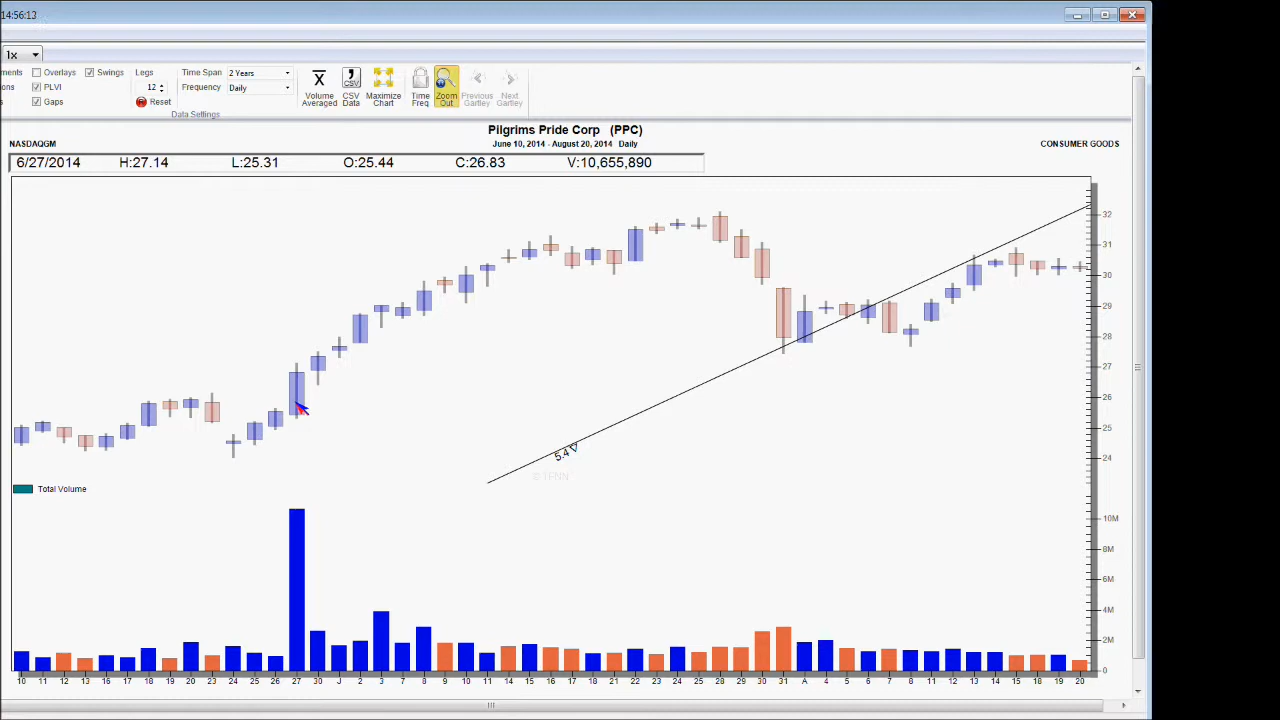 14:56:13
1x
ments
Overlays
Swings
Legs
Time Span
2 Years
ons
PLVI
12
Frequency
Daily
s
Gaps
Reset
Volume
Averaged
CSV
Data
Maximize
Chart
Time
Freq
Zoom
Out
Previous
Gartley
Next
Gartley
Data Settings
Pilgrims Pride Corp (PPC)
NASDAQGM
June 10, 2014 - August 20, 2014 Daily
CONSUMER GOODS
6/27/2014 H:27.14 L:25.31 O:25.44 C:26.83 V:10,655,890
32
31
30
29
28
27
26
25
24
5.4
© TFNN
Total Volume
10M
8M
6M
4M
2M
0
10 11 12 13 16 17 18 19 20 23 24 25 26 27 30 J 2 3 7 8 9 10 11 14 15 16 17 18 21 22 23 24 25 28 29 30 31 A 4 5 6 7 8 11 12 13 14 15 18 19 20